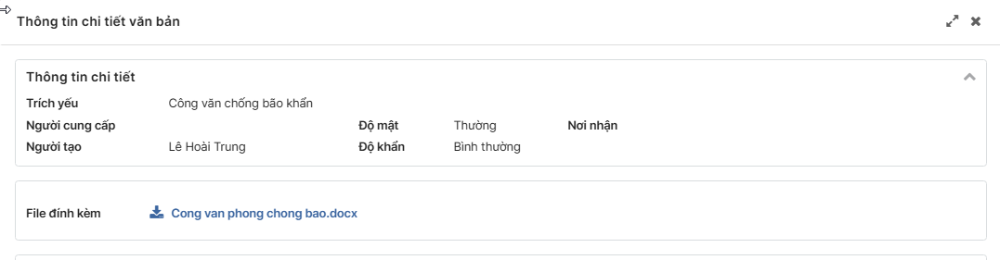 Thông tin chi tiết văn bản
Thông tin chi tiết
Trích yếu Công văn chống bão khẩn
Người cung cấp Độ mật Thường Nơi nhận
Người tạo Lê Hoài Trung Độ khẩn Bình thường
File đính kèm Cong van phong chong bao.docx